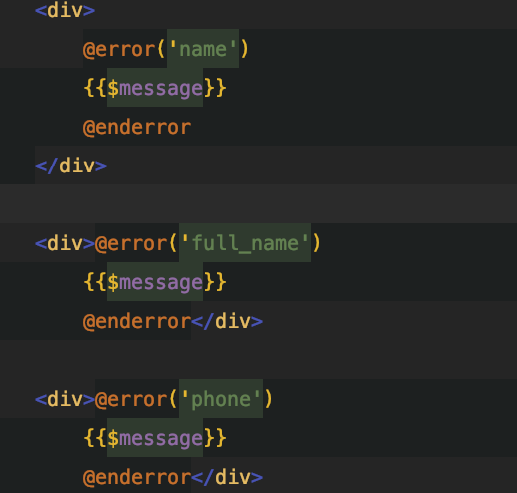 <div>
@error('name')
{{$message}}
@enderror
</div>
<div>@error('full_name')
{{$message}}
@enderror</div>
<div>@error('phone')
{{$message}}
@enderror</div>